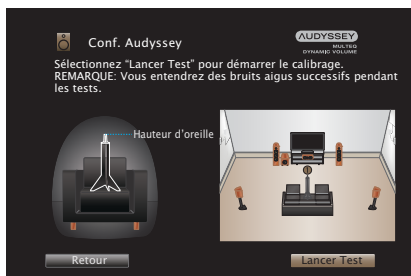 Conf. Audyssey
AUDYSSEY
MULTEQ
DYNAMIC VOLUME
Sélectionnez “Lancer Test” pour démarrer le calibrage.
REMARQUE: Vous entendrez des bruits aigus successifs pendant
les tests.
Hauteur d’oreille
Retour
Lancer Test